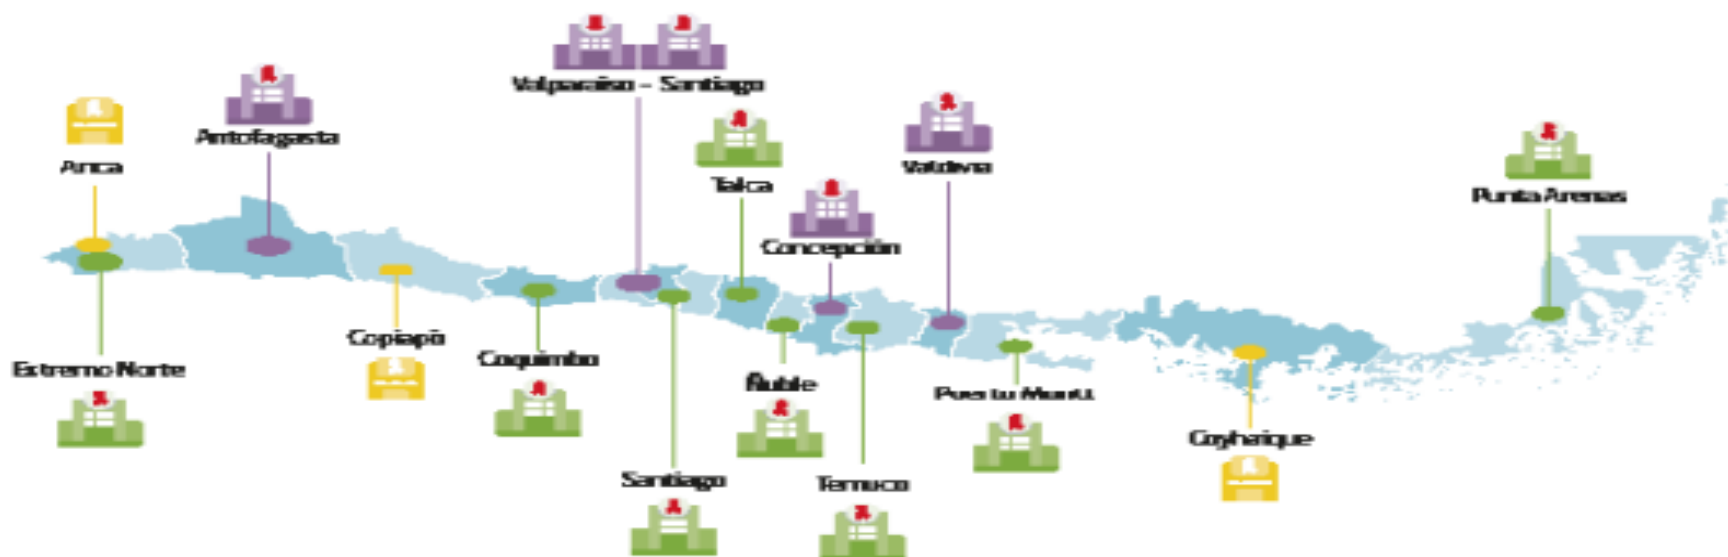 Valparaíso - Santiago
Antofagasta
Arica
Talca
Valdivia
Punta Arenas
Concepción
Copiapó
Coquimbo
Extremo Norte
Ñuble
Puerto Montt
Coyhaique
Santiago
Temuco